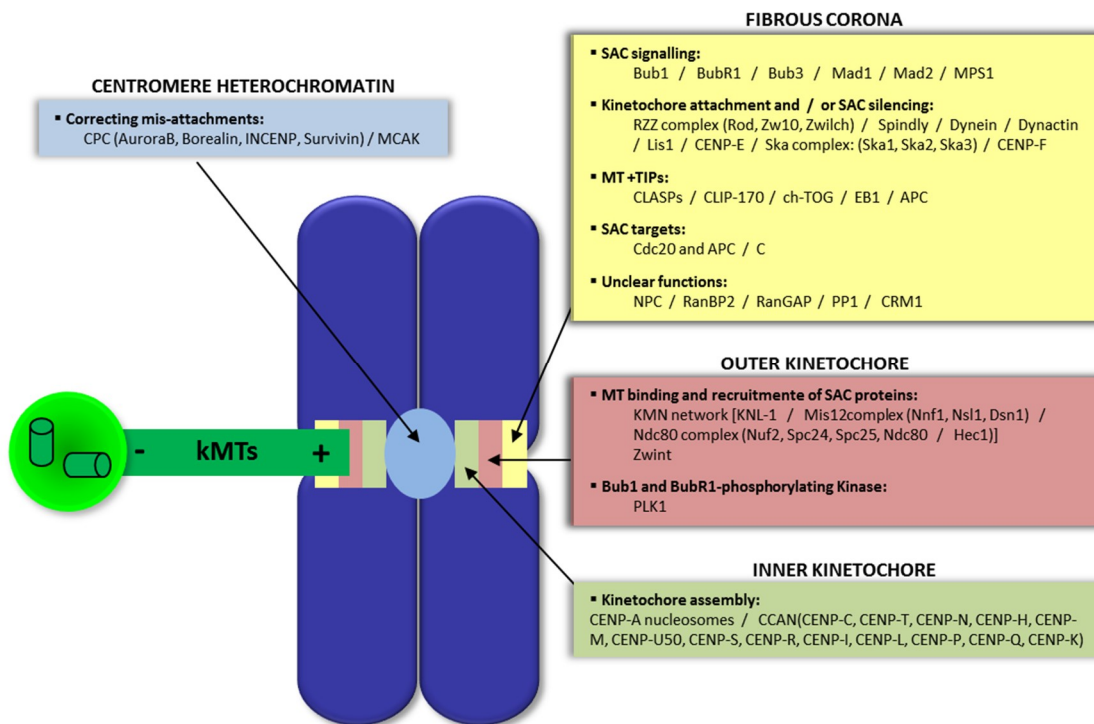 CENTROMERE HETEROCHROMATIN
▪ Correcting mis-attachments:
CPC (AuroraB, Borealin, INCENP, Survivin) / MCAK
FIBROUS CORONA
▪ SAC signalling:
Bub1 / BubR1 / Bub3 / Mad1 / Mad2 / MPS1
▪ Kinetochore attachment and / or SAC silencing:
RZZ complex (Rod, Zw10, Zwilch) / Spindly / Dynein / Dynactin
/ Lis1 / CENP-E / Ska complex: (Ska1, Ska2, Ska3) / CENP-F
▪ MT +TIPs:
CLASPs / CLIP-170 / ch-TOG / EB1 / APC
▪ SAC targets:
Cdc20 and APC / C
▪ Unclear functions:
NPC / RanBP2 / RanGAP / PP1 / CRM1
OUTER KINETOCHORE
▪ MT binding and recruitmente of SAC proteins:
KMN network [KNL-1 / Mis12complex (Nnf1, Nsl1, Dsn1) /
Ndc80 complex (Nuf2, Spc24, Spc25, Ndc80 / Hec1)]
Zwint
▪ Bub1 and BubR1-phosphorylating Kinase:
PLK1
- kMTs +
INNER KINETOCHORE
▪ Kinetochore assembly:
CENP-A nucleosomes / CCAN(CENP-C, CENP-T, CENP-N, CENP-H, CENP-
M, CENP-U50, CENP-S, CENP-R, CENP-I, CENP-L, CENP-P, CENP-Q, CENP-K)